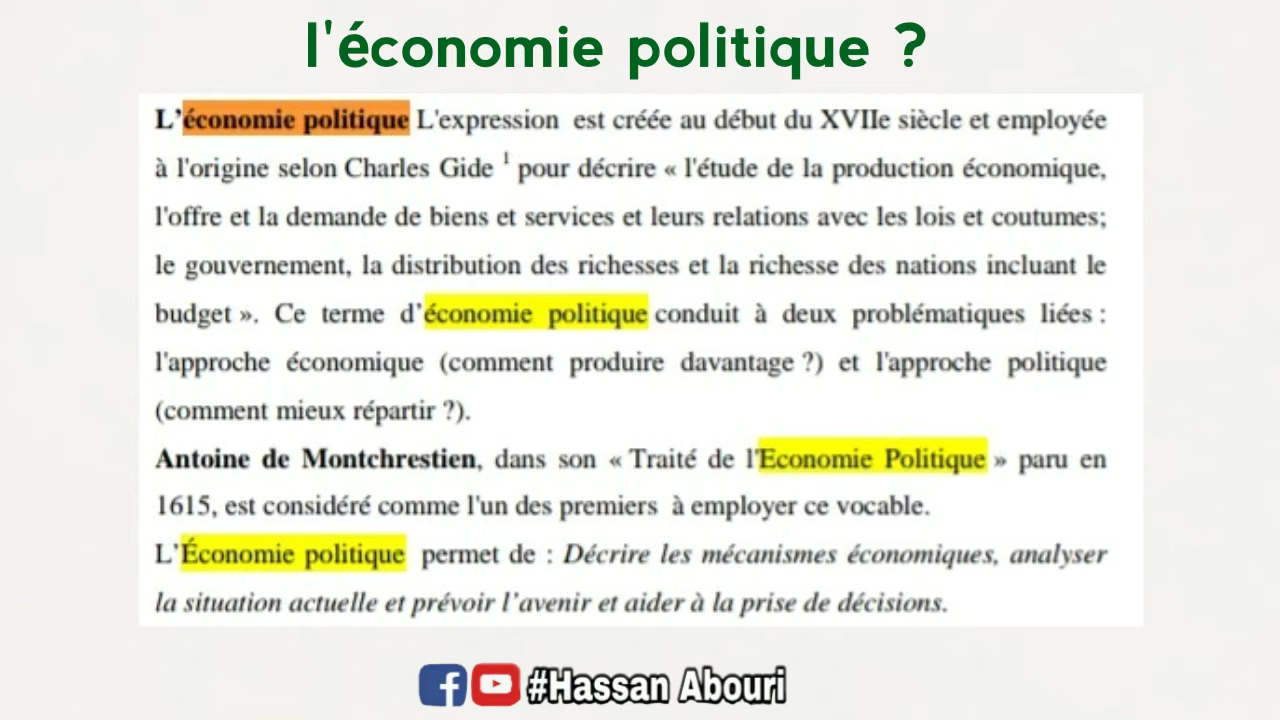 l'économie politique ?
L’économie politique L'expression est créée au début du XVIIe siècle et employée
à l'origine selon Charles Gide 1 pour décrire « l'étude de la production économique,
l'offre et la demande de biens et services et leurs relations avec les lois et coutumes;
le gouvernement, la distribution des richesses et la richesse des nations incluant le
budget ». Ce terme d’économie politique conduit à deux problématiques liées :
l'approche économique (comment produire davantage ?) et l'approche politique
(comment mieux répartir ?).
Antoine de Montchrestien, dans son « Traité de l'Economie Politique » paru en
1615, est considéré comme l'un des premiers à employer ce vocable.
L’Économie politique permet de : Décrire les mécanismes économiques, analyser
la situation actuelle et prévoir l’avenir et aider à la prise de décisions.
#Hassan Abouri